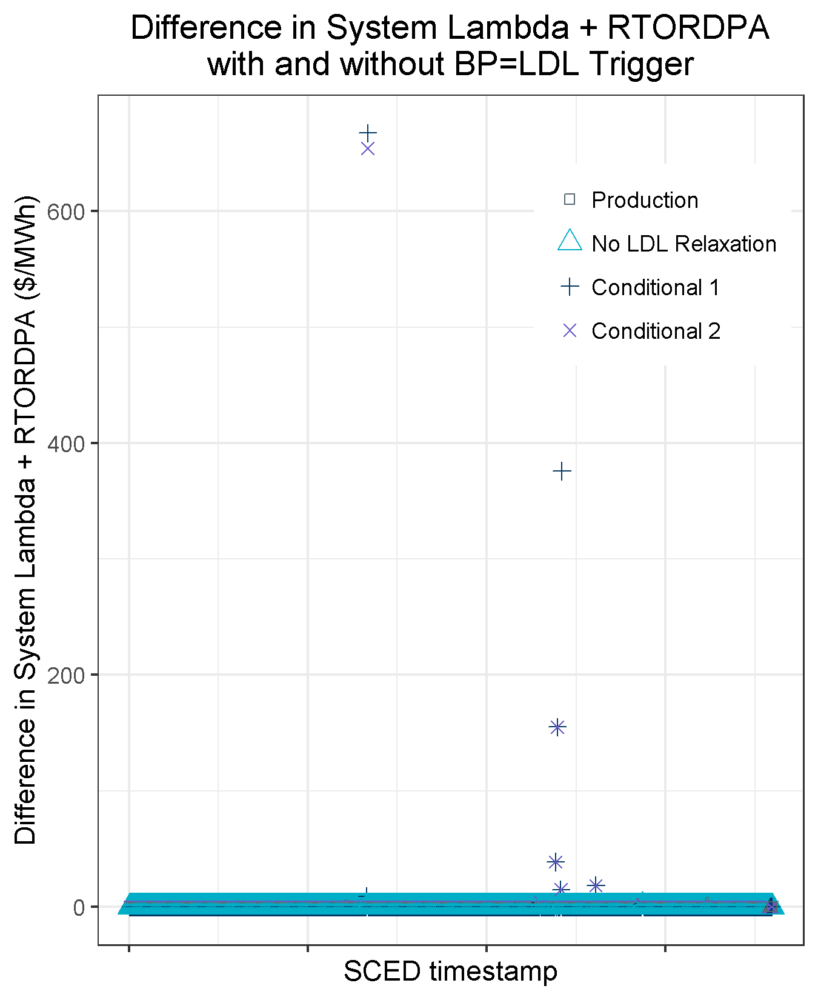 Difference in System Lambda + RTORDPA
with and without BP=LDL Trigger
Difference in System Lambda + RTORDPA ($/MWh)
600
400
200
0
Production
No LDL Relaxation
Conditional 1
Conditional 2
SCED timestamp